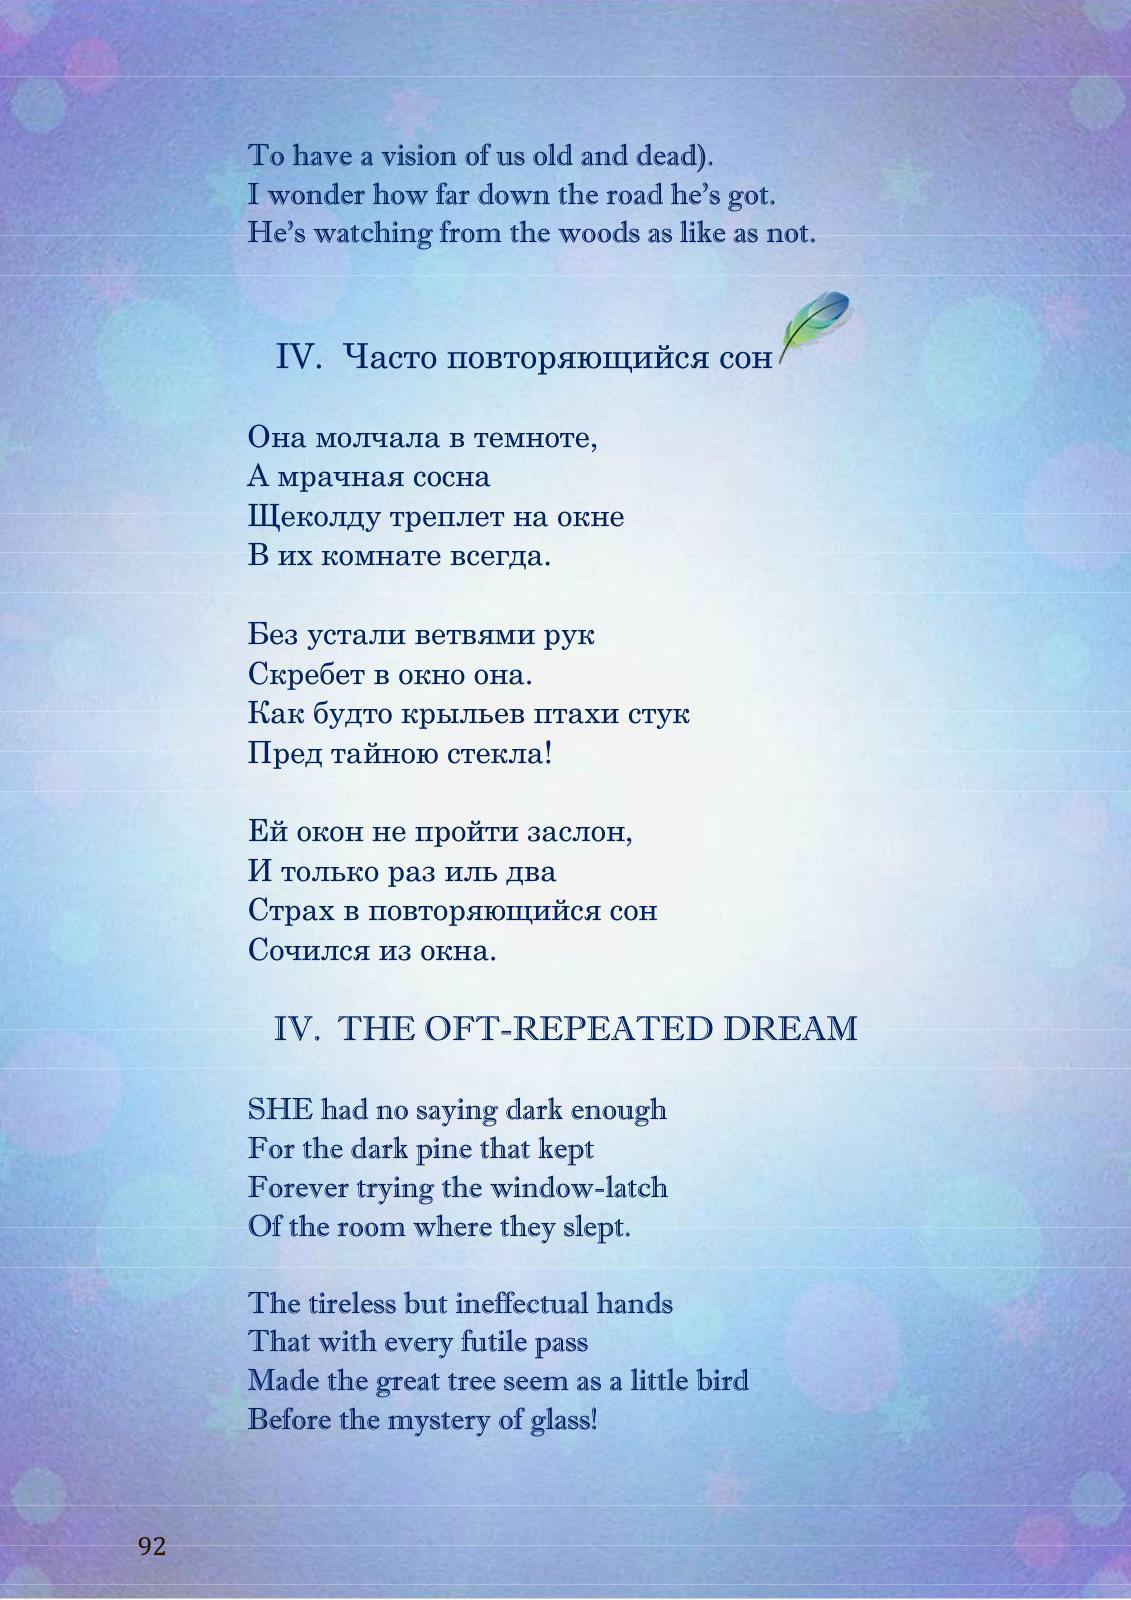 To have a vision of us old and dead).
I wonder how far down the road he’s got.
He’s watching from the woods as like as not.
IV. Часто повторяющийся сон
Она молчала в темноте,
А мрачная сосна
Щеколду треплет на окне
В их комнате всегда.
Без устали ветвями рук
Скребет в окно она.
Как будто крыльев птахи стук
Пред тайною стекла!
Ей окон не пройти заслон,
И только раз иль два
Страх в повторяющийся сон
Сочился из окна.
IV. THE OFT-REPEATED DREAM
SHE had no saying dark enough
For the dark pine that kept
Forever trying the window-latch
Of the room where they slept.
The tireless but ineffectual hands
That with every futile pass
Made the great tree seem as a little bird
Before the mystery of glass!
92